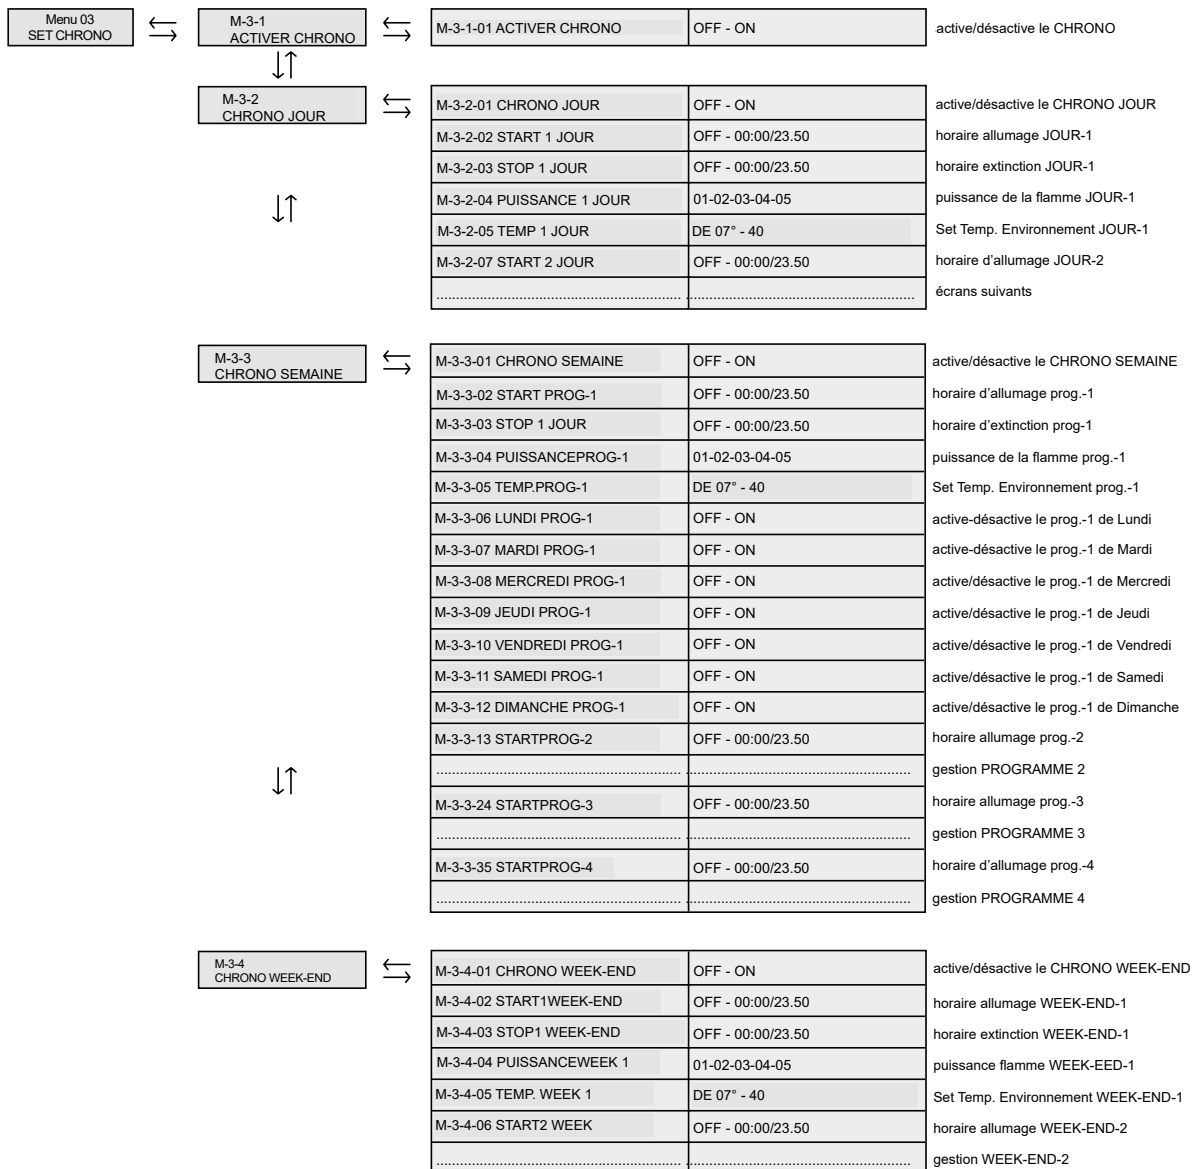 Menu 03
SET CHRONO
M-3-1
ACTIVER CHRONO
M-3-1-01 ACTIVER CHRONO OFF - ON active/désactive le CHRONO
M-3-2
CHRONO JOUR
M-3-2-01 CHRONO JOUR OFF - ON active/désactive le CHRONO JOUR
M-3-2-02 START 1 JOUR OFF - 00:00/23.50 horaire allumage JOUR-1
M-3-2-03 STOP 1 JOUR OFF - 00:00/23.50 horaire extinction JOUR-1
M-3-2-04 PUISSANCE 1 JOUR 01-02-03-04-05 puissance de la flamme JOUR-1
M-3-2-05 TEMP 1 JOUR DE 07° - 40 Set Temp. Environnement JOUR-1
M-3-2-07 START 2 JOUR OFF - 00:00/23.50 horaire d'allumage JOUR-2
................................................................ ............................................................ écrans suivants
M-3-3
CHRONO SEMAINE
M-3-3-01 CHRONO SEMAINE OFF - ON active/désactive le CHRONO SEMAINE
M-3-3-02 START PROG-1 OFF - 00:00/23.50 horaire d'allumage prog.-1
M-3-3-03 STOP 1 JOUR OFF - 00:00/23.50 horaire d'extinction prog-1
M-3-3-04 PUISSANCEPROG-1 01-02-03-04-05 puissance de la flamme prog.-1
M-3-3-05 TEMP.PROG-1 DE 07° - 40 Set Temp. Environnement prog.-1
M-3-3-06 LUNDI PROG-1 OFF - ON active-désactive le prog.-1 de Lundi
M-3-3-07 MARDI PROG-1 OFF - ON active-désactive le prog.-1 de Mardi
M-3-3-08 MERCREDI PROG-1 OFF - ON active/désactive le prog.-1 de Mercredi
M-3-3-09 JEUDI PROG-1 OFF - ON active/désactive le prog.-1 de Jeudi
M-3-3-10 VENDREDI PROG-1 OFF - ON active/désactive le prog.-1 de Vendredi
M-3-3-11 SAMEDI PROG-1 OFF - ON active/désactive le prog.-1 de Samedi
M-3-3-12 DIMANCHE PROG-1 OFF - ON active/désactive le prog.-1 de Dimanche
M-3-3-13 STARTPROG-2 OFF - 00:00/23.50 horaire allumage prog.-2
................................................................ ............................................................ gestion PROGRAMME 2
M-3-3-24 STARTPROG-3 OFF - 00:00/23.50 horaire allumage prog.-3
................................................................ ............................................................ gestion PROGRAMME 3
M-3-3-35 STARTPROG-4 OFF - 00:00/23.50 horaire d'allumage prog.-4
................................................................ ............................................................ gestion PROGRAMME 4
M-3-4
CHRONO WEEK-END
M-3-4-01 CHRONO WEEK-END OFF - ON active/désactive le CHRONO WEEK-END
M-3-4-02 START1WEEK-END OFF - 00:00/23.50 horaire allumage WEEK-END-1
M-3-4-03 STOP1 WEEK-END OFF - 00:00/23.50 horaire extinction WEEK-END-1
M-3-4-04 PUISSANCEWEEK 1 01-02-03-04-05 puissance flamme WEEK-EED-1
M-3-4-05 TEMP. WEEK 1 DE 07° - 40 Set Temp. Environnement WEEK-END-1
M-3-4-06 START2 WEEK OFF - 00:00/23.50 horaire allumage WEEK-END-2
................................................................ ............................................................ gestion WEEK-END-2